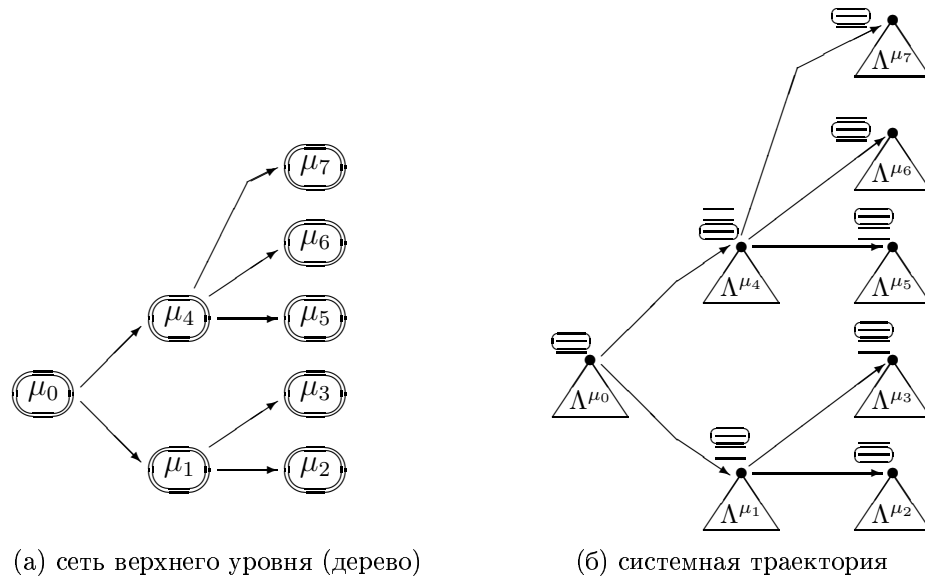 Λ^μ7
μ7
Λ^μ6
μ6
Λ^μ4
Λ^μ5
μ4
μ5
μ0
μ3
Λ^μ0
Λ^μ3
μ1
μ2
Λ^μ1
Λ^μ2
(а) сеть верхнего уровня (дерево)
(б) системная траектория